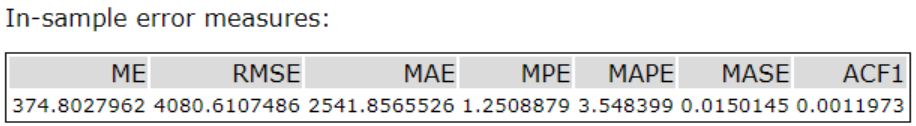 In-sample error measures:
ME RMSE MAE MPE MAPE MASE ACF1
374.8027962 4080.6107486 2541.8565526 1.2508879 3.548399 0.0150145 0.0011973